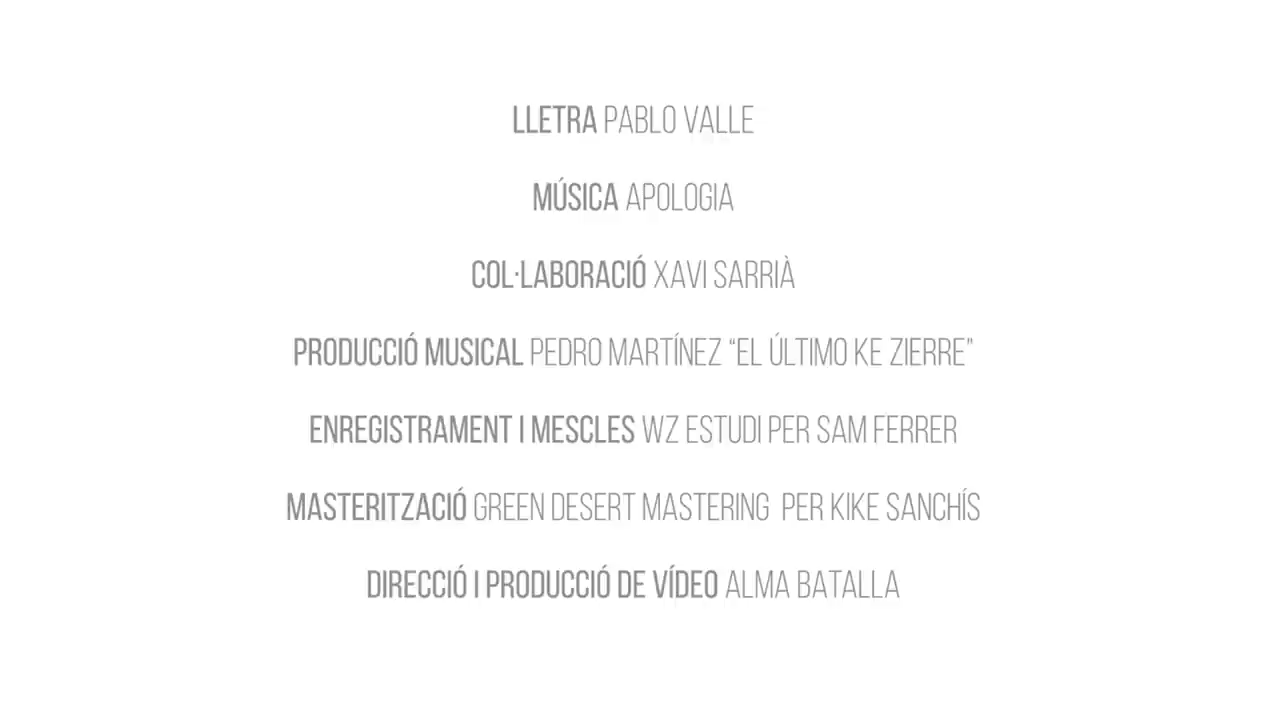 LLETRA PABLO VALLE
MÚSICA APOLOGIA
COL·LABORACIÓ XAVI SARRIÀ
PRODUCCIÓ MUSICAL PEDRO MARTÍNEZ “EL ÚLTIMO KE ZIERRE”
ENREGISTRAMENT I MESCLES WZ ESTUDI PER SAM FERRER
MASTERITZACIÓ GREEN DESERT MASTERING PER KIKE SANCHÍS
DIRECCIÓ I PRODUCCIÓ DE VÍDEO ALMA BATALLA